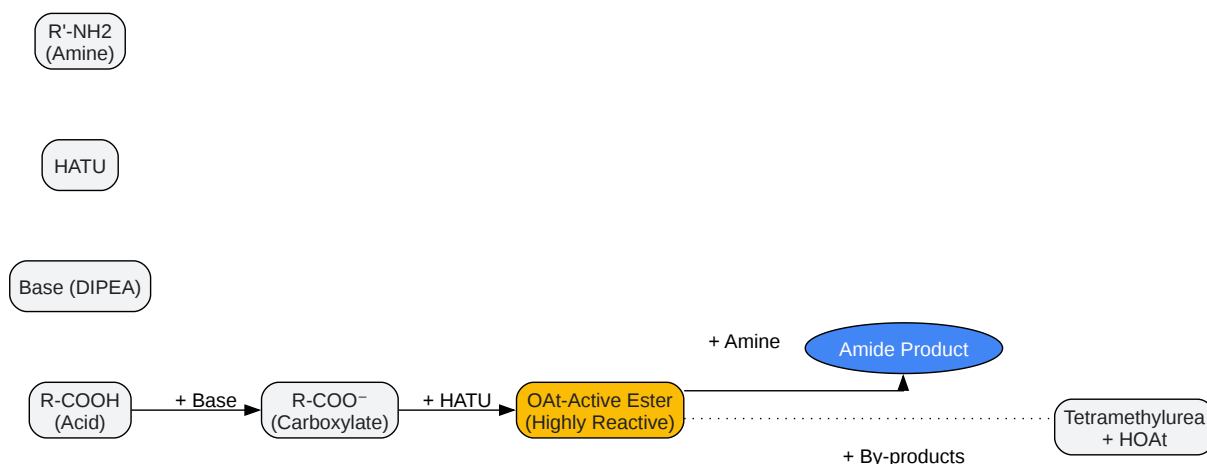 R'-NH2
(Amine)
HATU
Base (DIPEA)
+ Amine
Amide Product
R-COOH
(Acid)
+ Base
R-COO⁻
(Carboxylate)
+ HATU
OAt-Active Ester
(Highly Reactive)
Tetramethylurea
+ HOAt
+ By-products